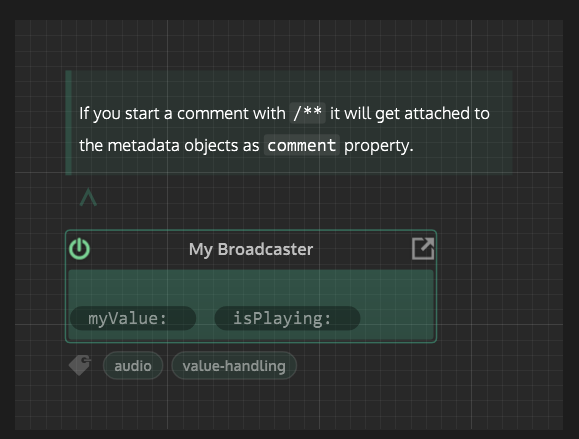 If you start a comment with /** it will get attached to
the metadata objects as comment property.
My Broadcaster
myValue: isPlaying:
audio value-handling